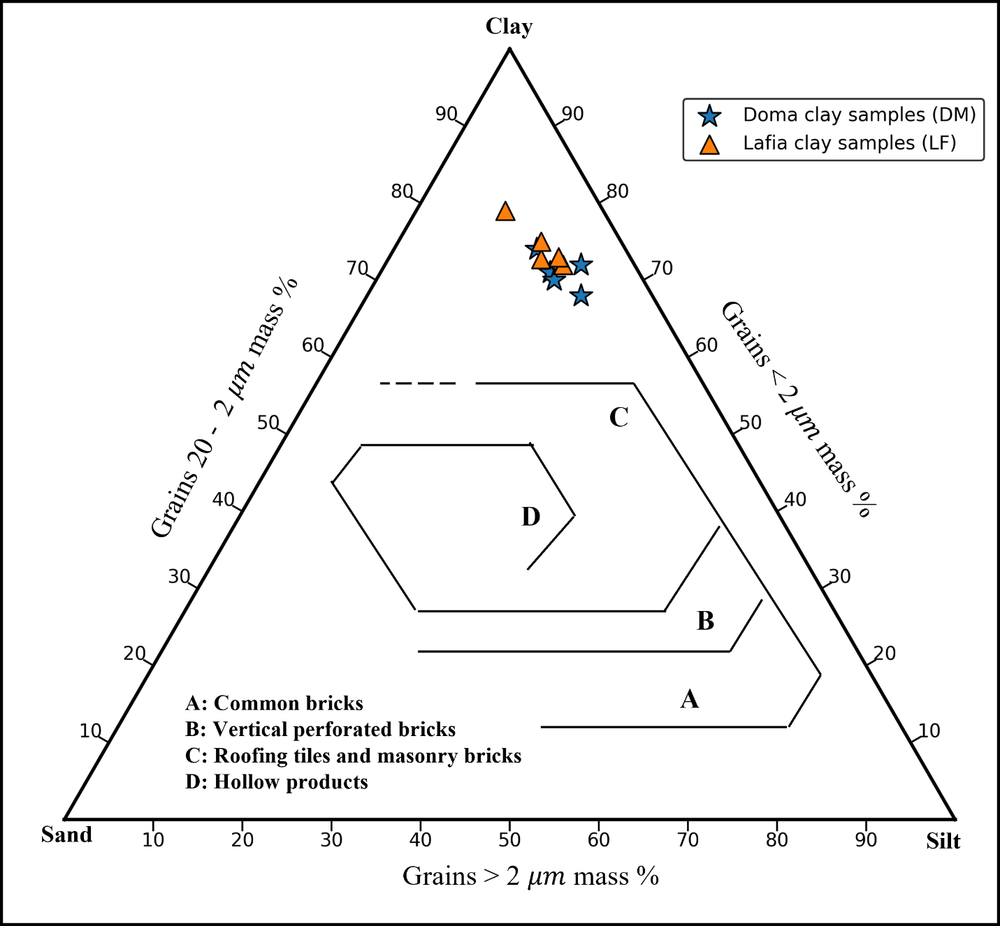 Clay
Doma clay samples (DM)
Lafia clay samples (LF)
90
90
80
80
70
70
60
60
50
50
40
40
30
30
20
20
10
10
Grains 20 - 2 μm mass %
Grains < 2 μm mass %
C
D
B
A
A: Common bricks
B: Vertical perforated bricks
C: Roofing tiles and masonry bricks
D: Hollow products
Sand
Silt
10 20 30 40 50 60 70 80 90
Grains > 2 μm mass %